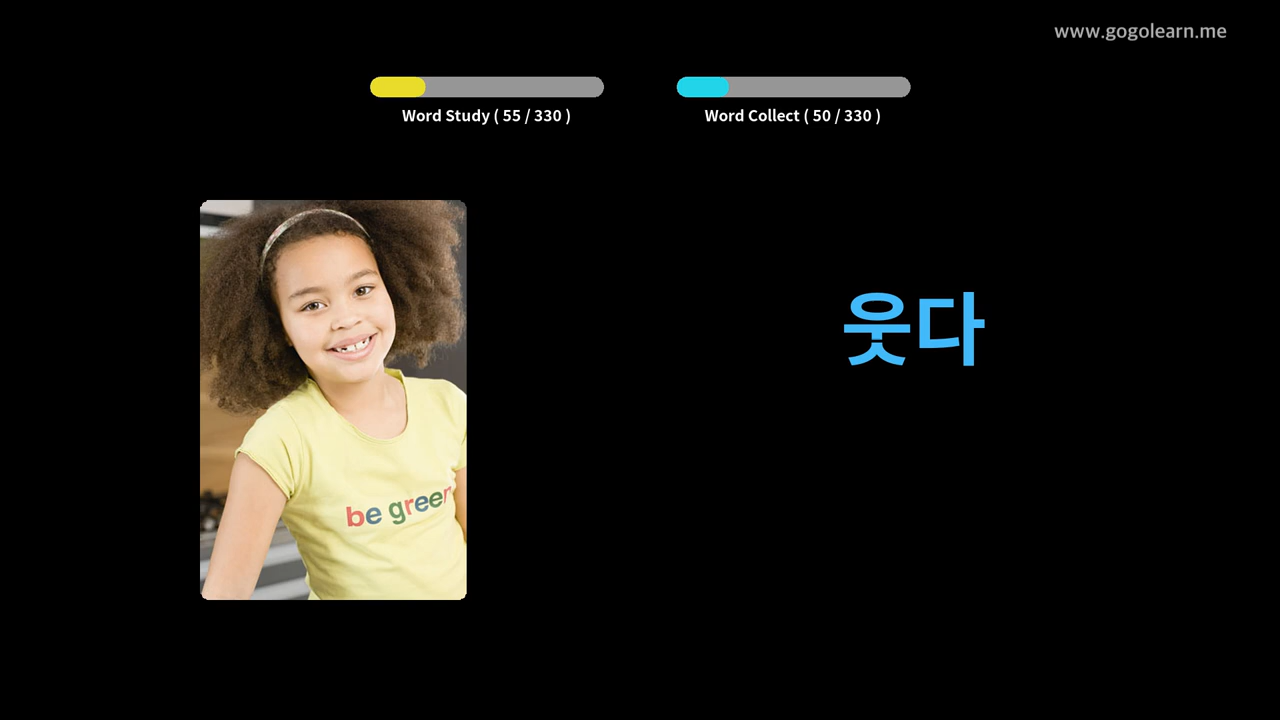 www.gogolearn.me
Word Study ( 55 / 330 )
Word Collect ( 50 / 330 )
웃다
be green